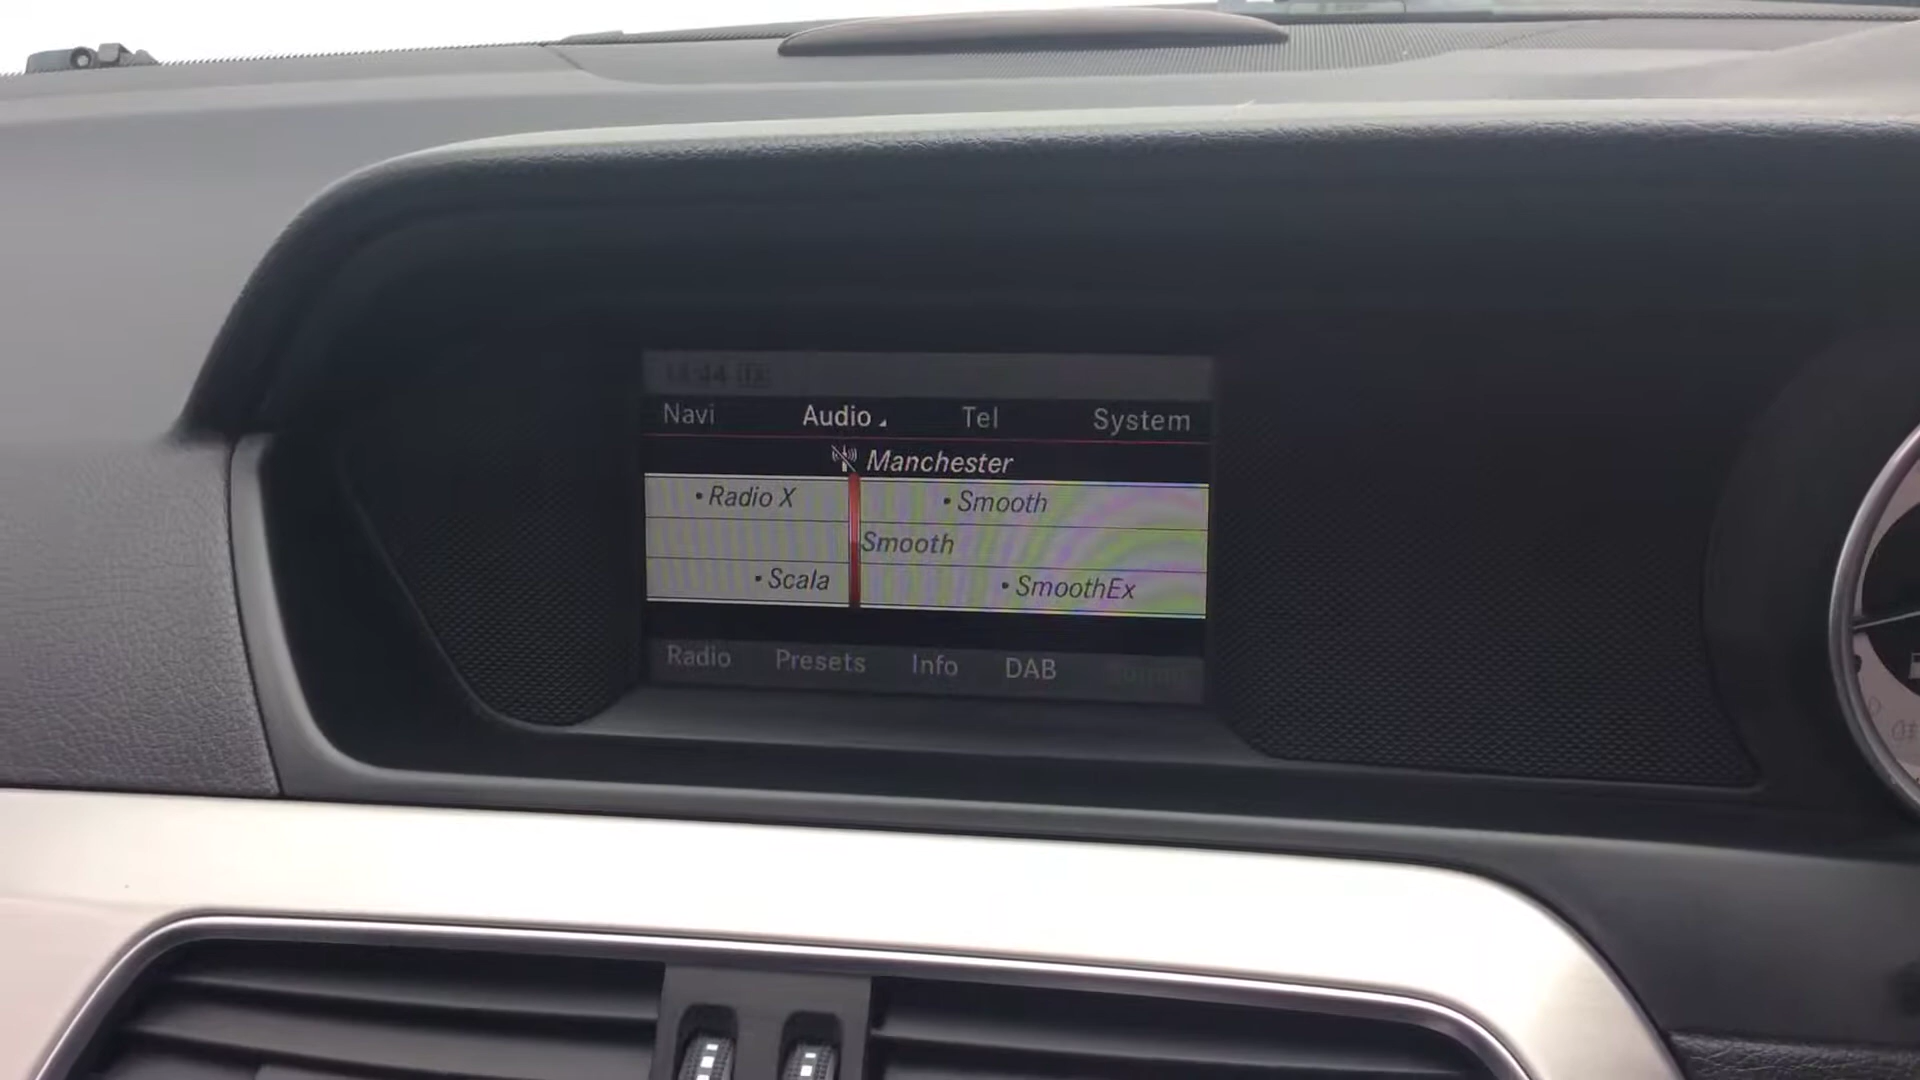 Navi Audio Tel System
Manchester
• Radio X • Smooth
Smooth
• Scala • SmoothEx
Radio Presets Info DAB